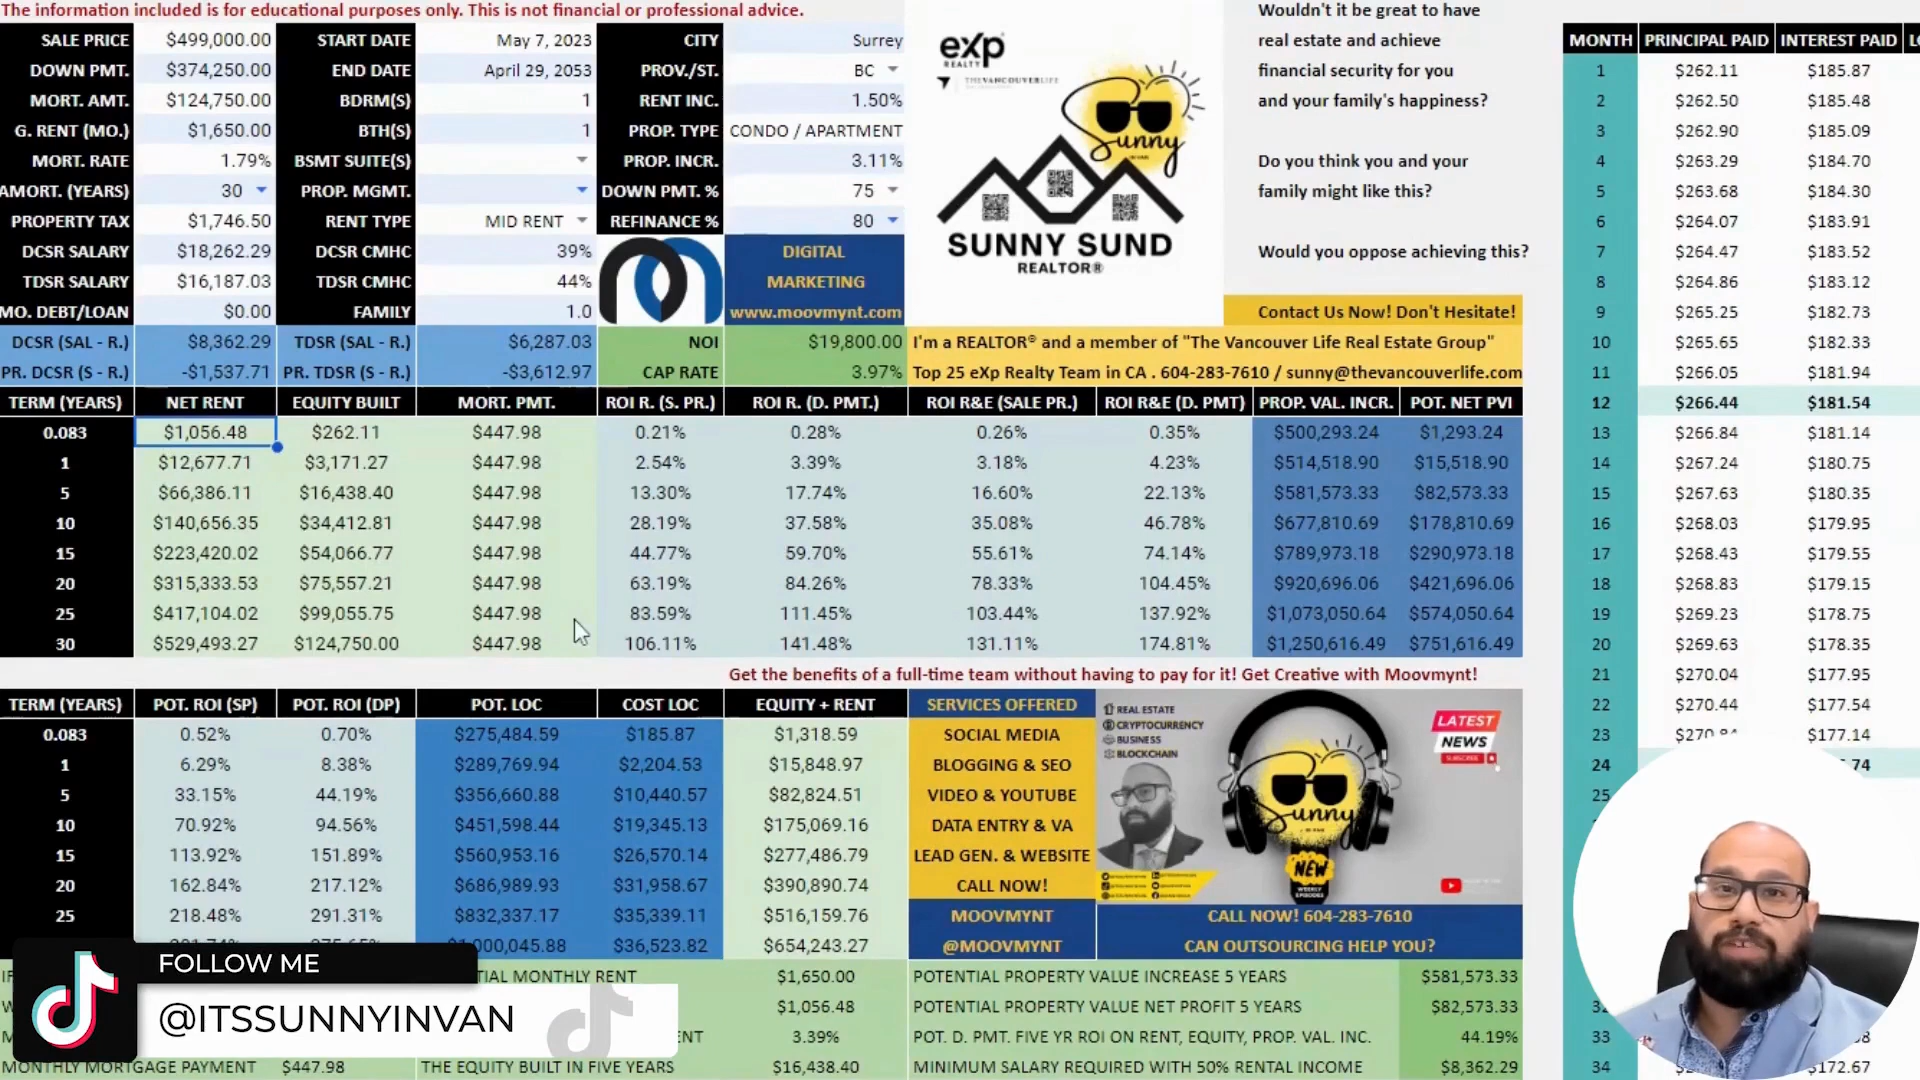 The information included is for educational purposes only. This is not financial or professional advice.
SALE PRICE $499,000.00 START DATE May 7, 2023 CITY Surrey
DOWN PMT. $374,250.00 END DATE April 29, 2053 PROV./ST. BC
MORT. AMT. $124,750.00 BDRM(S) 1 RENT INC. 1.50%
G. RENT (MO.) $1,650.00 BTH(S) 1 PROP. TYPE CONDO / APARTMENT
MORT. RATE 1.79% BSMT SUITE(S) PROP. INCR. 3.11%
AMORT. (YEARS) 30 PROP. MGMT. DOWN PMT. % 75
PROPERTY TAX $1,746.50 RENT TYPE MID RENT REFINANCE % 80
DCSR SALARY $18,262.29 DCSR CMHC 39% DIGITAL
TDSR SALARY $16,187.03 TDSR CMHC 44% MARKETING
MO. DEBT/LOAN $0.00 FAMILY 1.0 www.moovmynt.com
DCSR (SAL - R.) $8,362.29 TDSR (SAL - R.) $6,287.03 NOI $19,800.00
PR. DCSR (S - R.) -$1,537.71 PR. TDSR (S - R.) -$3,612.97 CAP RATE 3.97%
eXp
REALTY
THEVANCOUVERLIFE
Sunny
IN VAN
SUNNY SUND
REALTOR®
Wouldn't it be great to have
real estate and achieve
financial security for you
and your family's happiness?
Do you think you and your
family might like this?
Would you oppose achieving this?
Contact Us Now! Don't Hesitate!
I'm a REALTOR® and a member of "The Vancouver Life Real Estate Group"
Top 25 eXp Realty Team in CA . 604-283-7610 / sunny@thevancouverlife.com
TERM (YEARS) NET RENT EQUITY BUILT MORT. PMT. ROI R. (S. PR.) ROI R. (D. PMT.) ROI R&E (SALE PR.) ROI R&E (D. PMT) PROP. VAL. INCR. POT. NET PVI
0.083 $1,056.48 $262.11 $447.98 0.21% 0.28% 0.26% 0.35% $500,293.24 $1,293.24
1 $12,677.71 $3,171.27 $447.98 2.54% 3.39% 3.18% 4.23% $514,518.90 $15,518.90
5 $66,386.11 $16,438.40 $447.98 13.30% 17.74% 16.60% 22.13% $581,573.33 $82,573.33
10 $140,656.35 $34,412.81 $447.98 28.19% 37.58% 35.08% 46.78% $677,810.69 $178,810.69
15 $223,420.02 $54,066.77 $447.98 44.77% 59.70% 55.61% 74.14% $789,973.18 $290,973.18
20 $315,333.53 $75,557.21 $447.98 63.19% 84.26% 78.33% 104.45% $920,696.06 $421,696.06
25 $417,104.02 $99,055.75 $447.98 83.59% 111.45% 103.44% 137.92% $1,073,050.64 $574,050.64
30 $529,493.27 $124,750.00 $447.98 106.11% 141.48% 131.11% 174.81% $1,250,616.49 $751,616.49
Get the benefits of a full-time team without having to pay for it! Get Creative with Moovmynt!
TERM (YEARS) POT. ROI (SP) POT. ROI (DP) POT. LOC COST LOC EQUITY + RENT SERVICES OFFERED
0.083 0.52% 0.70% $275,484.59 $185.87 $1,318.59 SOCIAL MEDIA
1 6.29% 8.38% $289,769.94 $2,204.53 $15,848.97 BLOGGING & SEO
5 33.15% 44.19% $356,660.88 $10,440.57 $82,824.51 VIDEO & YOUTUBE
10 70.92% 94.56% $451,598.44 $19,345.13 $175,069.16 DATA ENTRY & VA
15 113.92% 151.89% $560,953.16 $26,570.14 $277,486.79 LEAD GEN. & WEBSITE
20 162.84% 217.12% $686,989.93 $31,958.67 $390,890.74 CALL NOW!
25 218.48% 291.31% $832,337.17 $35,339.11 $516,159.76 MOOVMYNT
000,045.88 $36,523.82 $654,243.27 @MOOVMYNT
REAL ESTATE
CRYPTOCURRENCY
BUSINESS
BLOCKCHAIN
LATEST
NEWS
SUBSCRIBE
Sunny
IN VAN
NEW
WEEKLY
EPISODES
CALL NOW! 604-283-7610
CAN OUTSOURCING HELP YOU?
MONTHLY RENT $1,650.00 POTENTIAL PROPERTY VALUE INCREASE 5 YEARS $581,573.33
$1,056.48 POTENTIAL PROPERTY VALUE NET PROFIT 5 YEARS $82,573.33
3.39% POT. D. PMT. FIVE YR ROI ON RENT, EQUITY, PROP. VAL. INC. 44.19%
MONTHLY MORTGAGE PAYMENT $447.98 THE EQUITY BUILT IN FIVE YEARS $16,438.40 MINIMUM SALARY REQUIRED WITH 50% RENTAL INCOME $8,362.29
FOLLOW ME
@ITSSUNNYINVAN
MONTH PRINCIPAL PAID INTEREST PAID
1 $262.11 $185.87
2 $262.50 $185.48
3 $262.90 $185.09
4 $263.29 $184.70
5 $263.68 $184.30
6 $264.07 $183.91
7 $264.47 $183.52
8 $264.86 $183.12
9 $265.25 $182.73
10 $265.65 $182.33
11 $266.05 $181.94
12 $266.44 $181.54
13 $266.84 $181.14
14 $267.24 $180.75
15 $267.63 $180.35
16 $268.03 $179.95
17 $268.43 $179.55
18 $268.83 $179.15
19 $269.23 $178.75
20 $269.63 $178.35
21 $270.04 $177.95
22 $270.44 $177.54
23 $177.14
24
25
33
34 $172.67